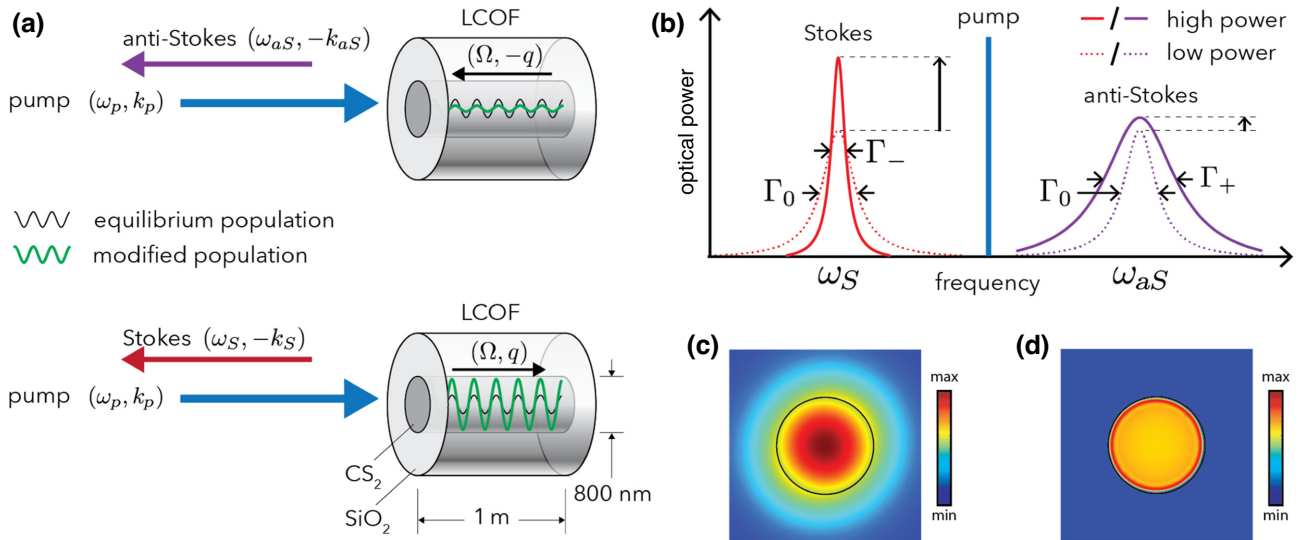 (a)
LCOF
anti-Stokes (ω_aS, −k_aS)
(Ω, −q)
pump (ω_p, k_p)
equilibrium population
modified population
LCOF
Stokes (ω_S, −k_S)
(Ω, q)
pump (ω_p, k_p)
CS₂
SiO₂
800 nm
1 m
(b)
pump
high power
low power
Stokes
anti-Stokes
optical power
Γ₋
Γ₀
Γ₀
Γ₊
ω_S
frequency
ω_aS
(c)
max
min
(d)
max
min